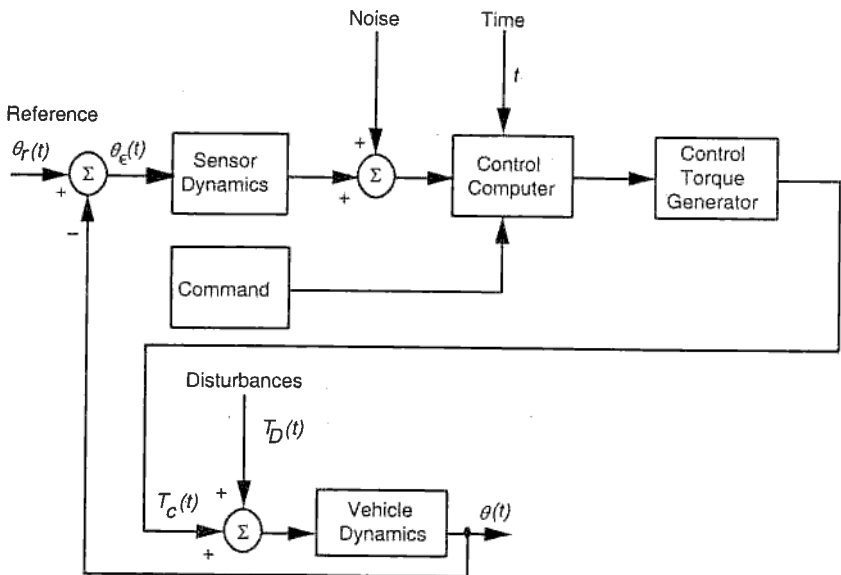 Noise
Time
t
Reference
θr(t)
θϵ(t)
+
Σ
−
Sensor
Dynamics
+
+
Σ
Control
Computer
Control
Torque
Generator
Command
Disturbances
TD(t)
Tc(t)
+
+
Σ
Vehicle
Dynamics
θ(t)